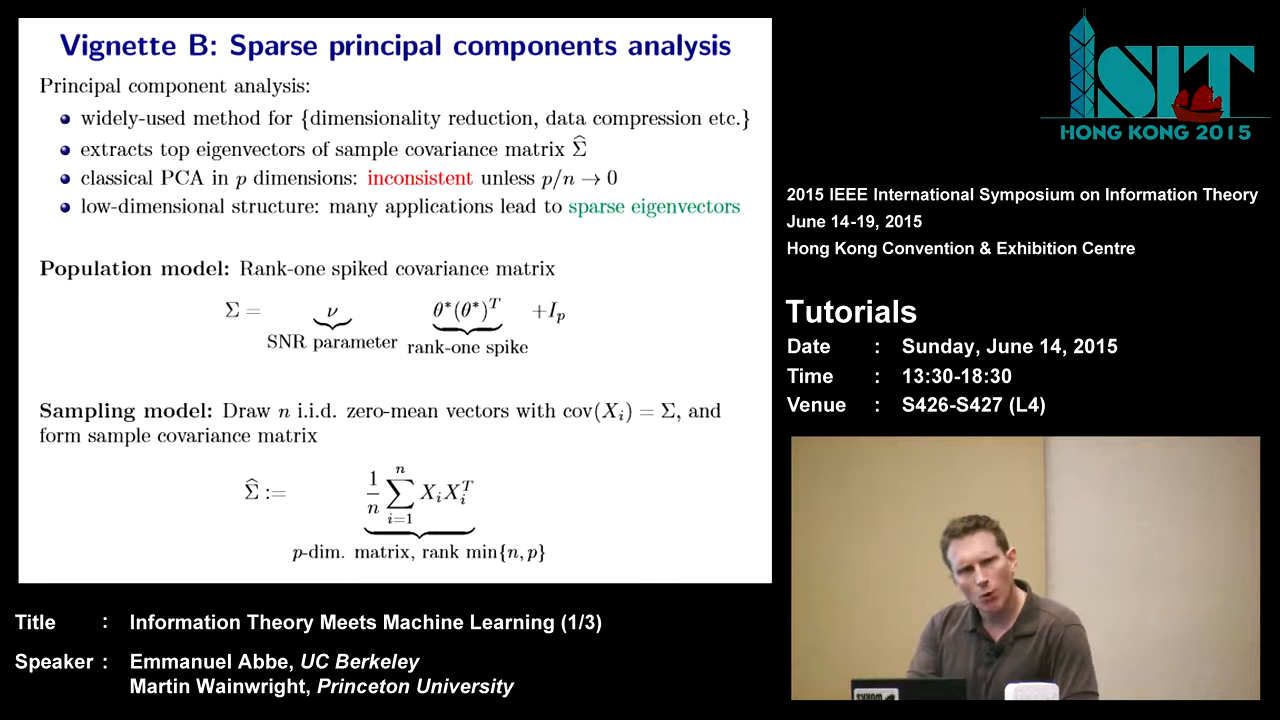 Vignette B: Sparse principal components analysis
Principal component analysis:
widely-used method for {dimensionality reduction, data compression etc.}
extracts top eigenvectors of sample covariance matrix Σ̂
classical PCA in p dimensions: inconsistent unless p/n → 0
low-dimensional structure: many applications lead to sparse eigenvectors
Population model: Rank-one spiked covariance matrix
Σ = ν θ*(θ*)ᵀ +Iₚ
SNR parameter rank-one spike
Sampling model: Draw n i.i.d. zero-mean vectors with cov(Xᵢ) = Σ, and
form sample covariance matrix
Σ̂ := 1/n ∑ᵢ₌₁ⁿ XᵢXᵢᵀ
p-dim. matrix, rank min{n, p}
ISIT
HONG KONG 2015
2015 IEEE International Symposium on Information Theory
June 14-19, 2015
Hong Kong Convention & Exhibition Centre
Tutorials
Date : Sunday, June 14, 2015
Time : 13:30-18:30
Venue : S426-S427 (L4)
Title : Information Theory Meets Machine Learning (1/3)
Speaker : Emmanuel Abbe, UC Berkeley
Martin Wainwright, Princeton University